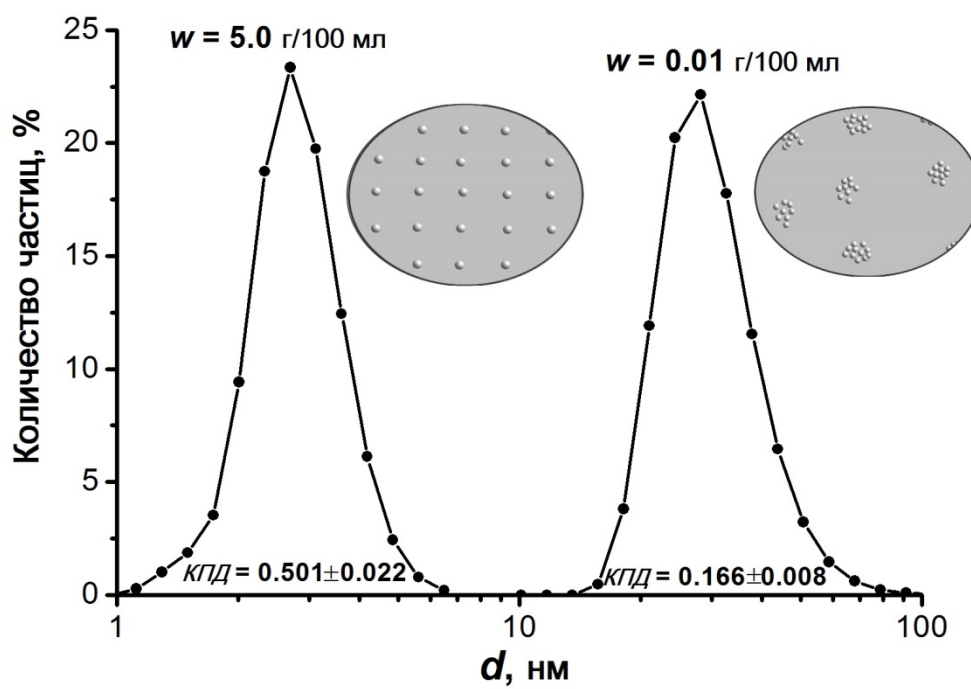 w = 5.0 г/100 мл
w = 0.01 г/100 мл
Количество частиц, %
25
20
15
10
5
0
КПД = 0.501±0.022
КПД = 0.166±0.008
1
10
100
d, нм